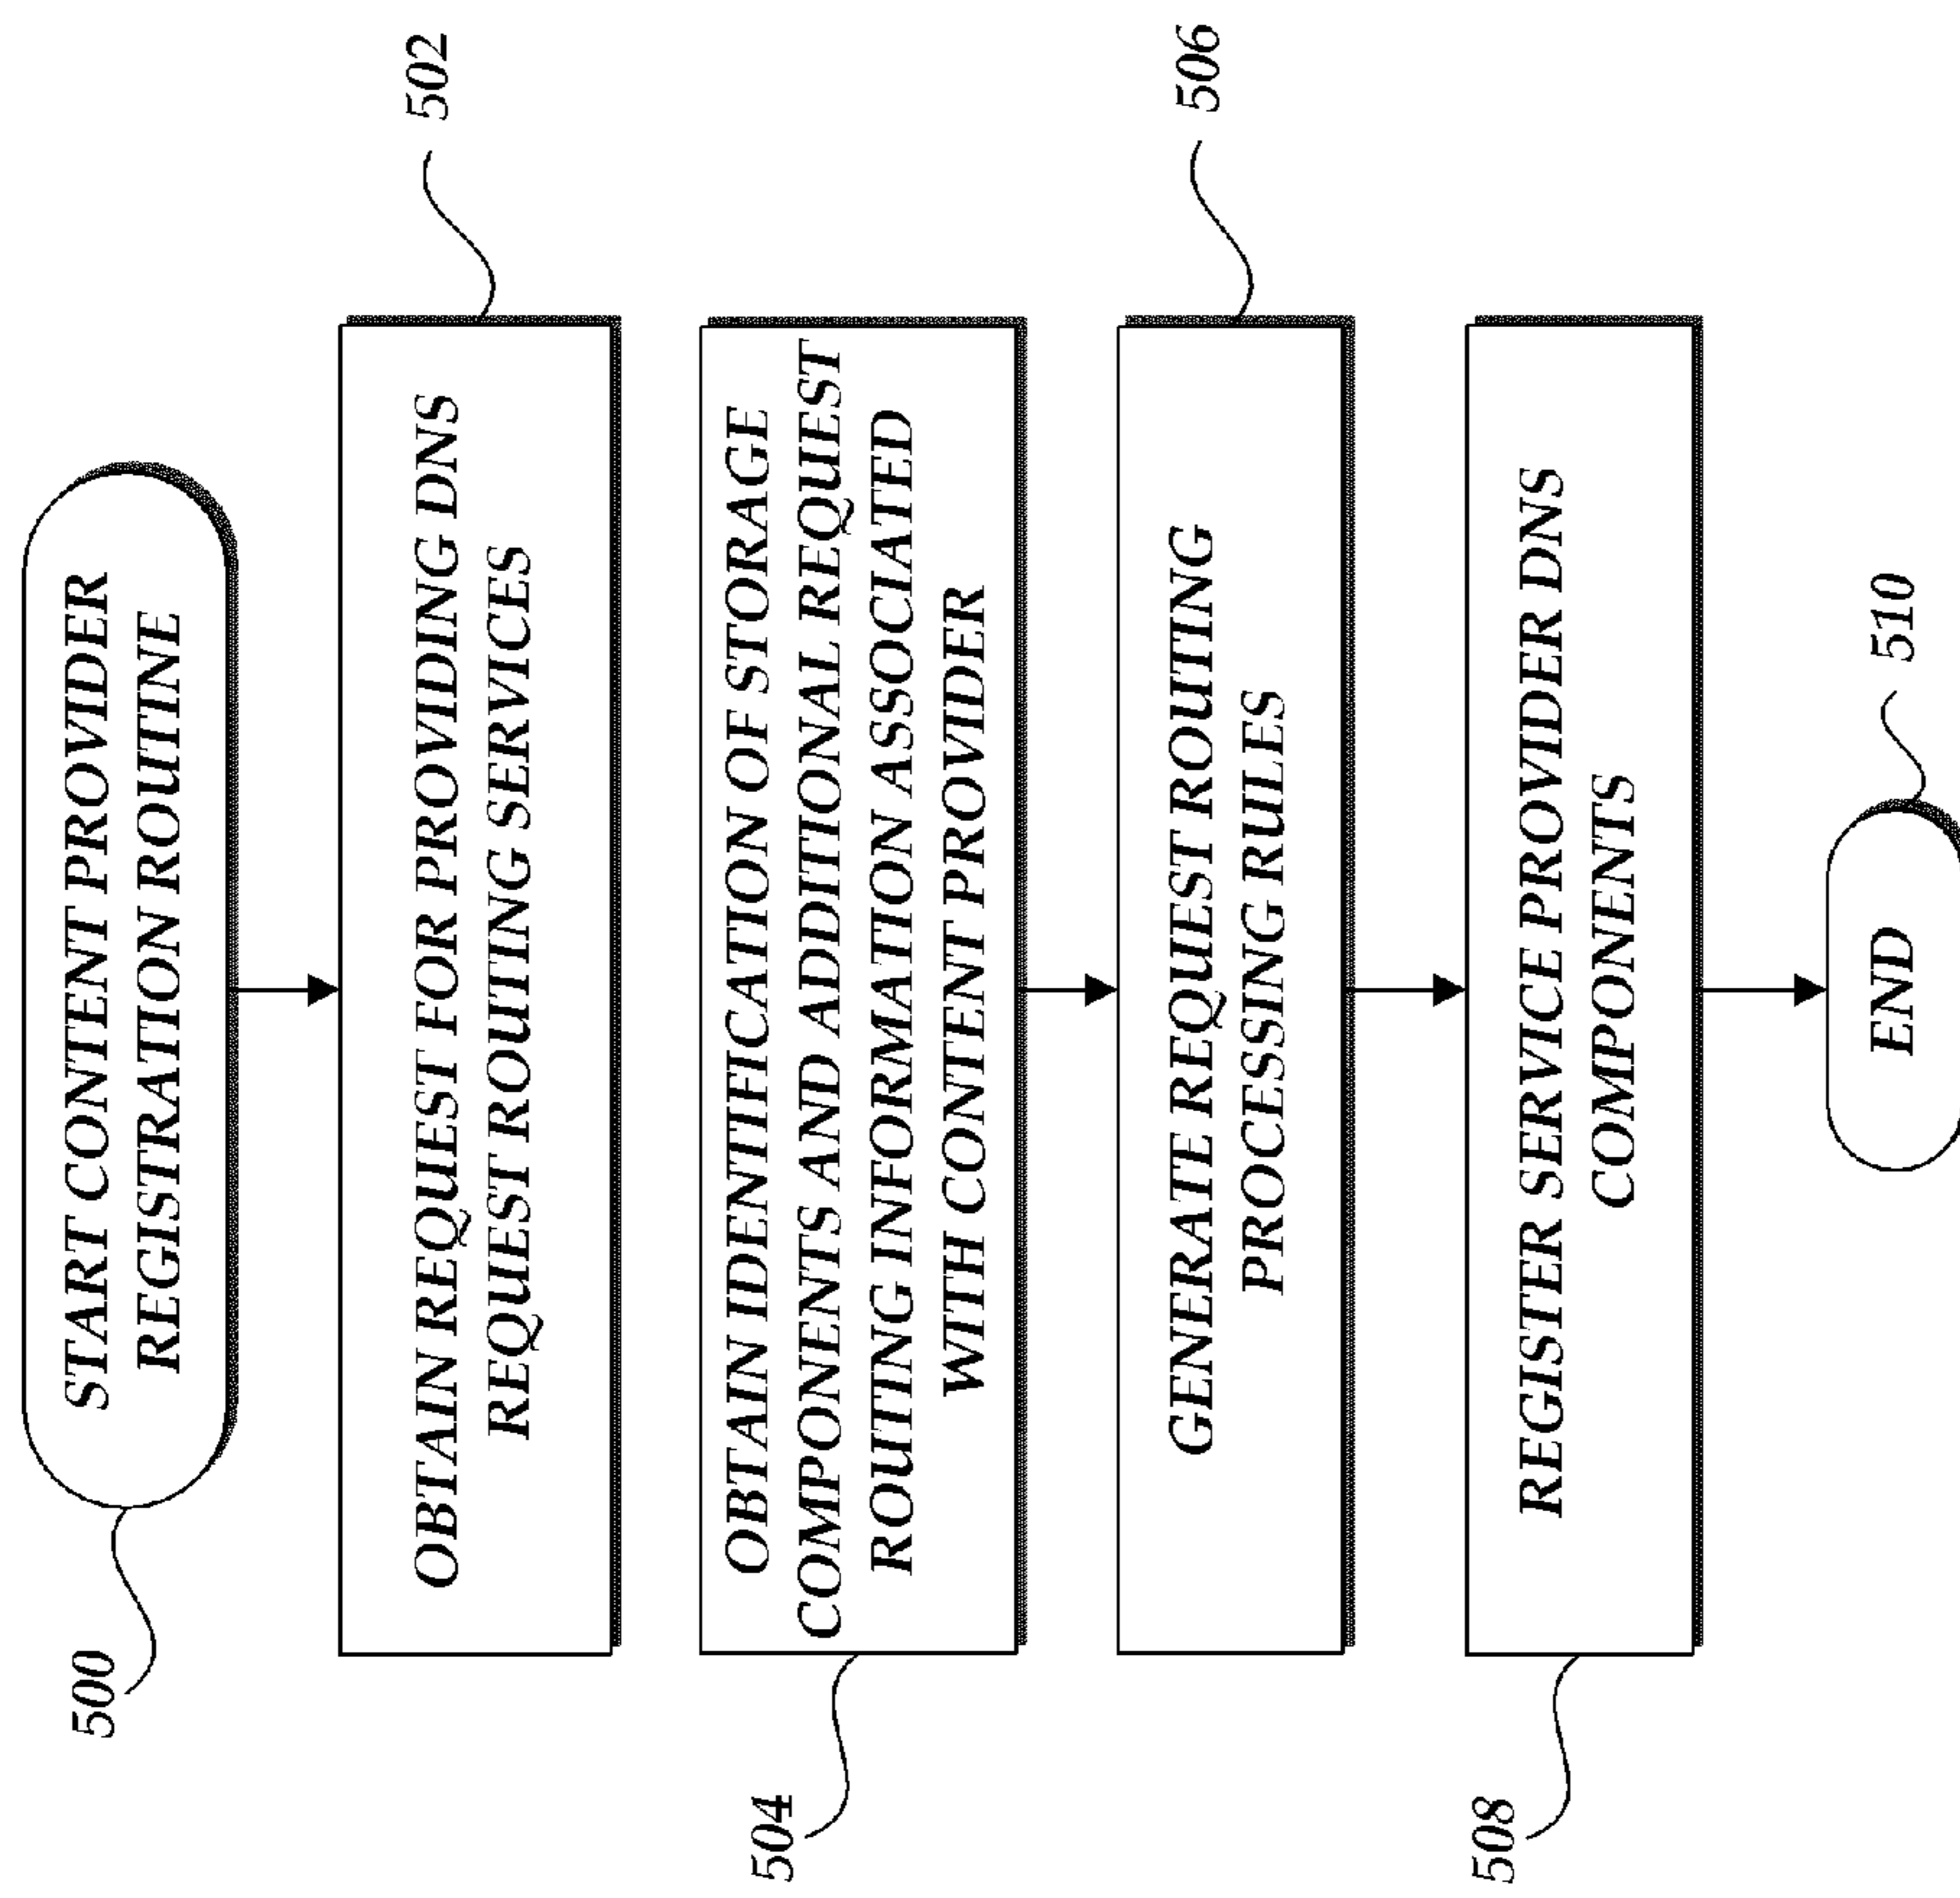 500
START CONTENT PROVIDER
REGISTRATION ROUTINE
502
OBTAIN REQUEST FOR PROVIDING DNS
REQUEST ROUTING SERVICES
504
OBTAIN IDENTIFICATION OF STORAGE
COMPONENTS AND ADDITIONAL REQUEST
ROUTING INFORMATION ASSOCIATED
WITH CONTENT PROVIDER
506
GENERATE REQUEST ROUTING
PROCESSING RULES
508
REGISTER SERVICE PROVIDER DNS
COMPONENTS
510
END